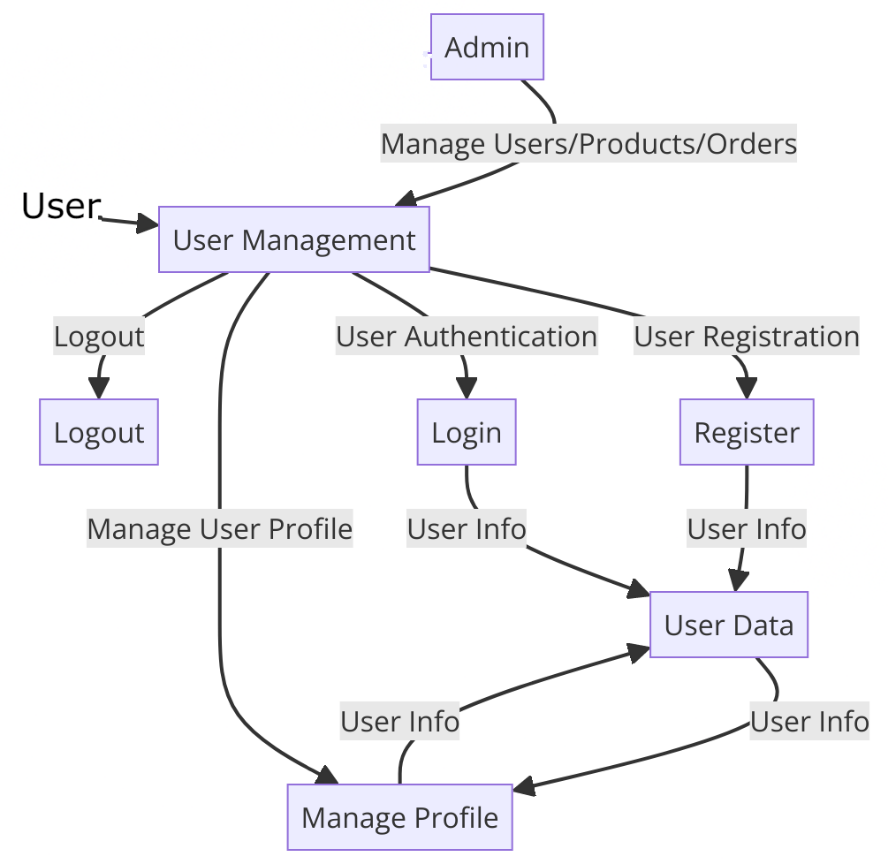 Admin
Manage Users/Products/Orders
User
User Management
Logout
User Authentication
User Registration
Logout
Login
Register
Manage User Profile
User Info
User Info
User Data
User Info
User Info
Manage Profile